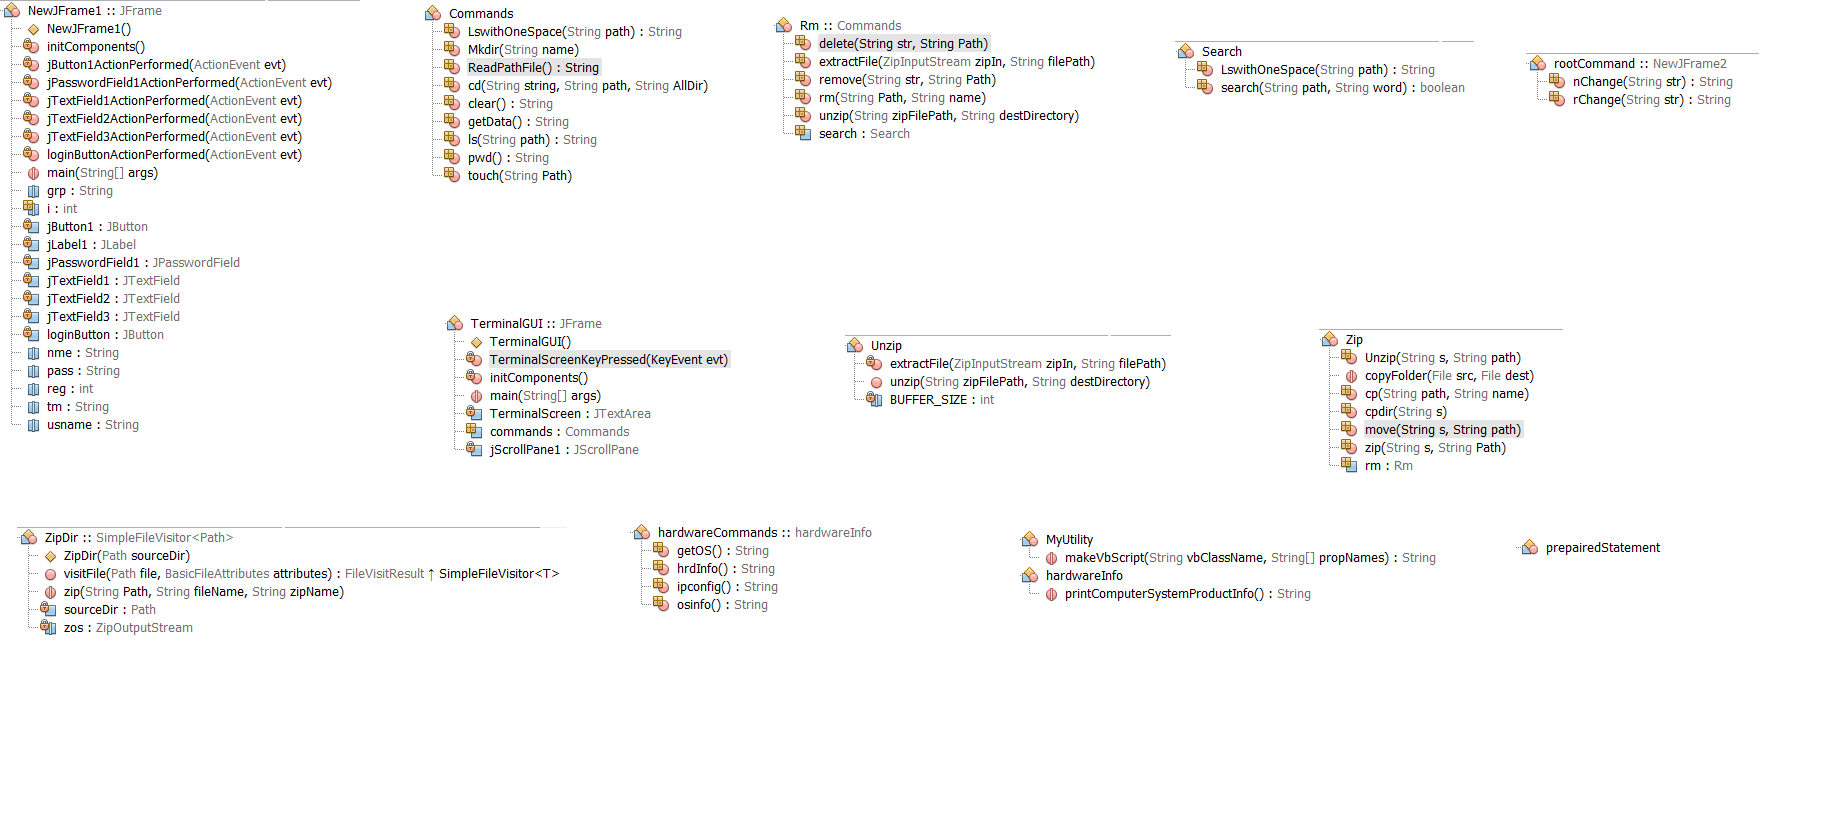 NewJFrame1 :: JFrame
NewJFrame1()
initComponents()
jButton1ActionPerformed(ActionEvent evt)
jPasswordField1ActionPerformed(ActionEvent evt)
jTextField1ActionPerformed(ActionEvent evt)
jTextField2ActionPerformed(ActionEvent evt)
jTextField3ActionPerformed(ActionEvent evt)
loginButtonActionPerformed(ActionEvent evt)
main(String[] args)
grp : String
i : int
jButton1 : JButton
jLabel1 : JLabel
jPasswordField1 : JPasswordField
jTextField1 : JTextField
jTextField2 : JTextField
jTextField3 : JTextField
loginButton : JButton
nme : String
pass : String
reg : int
tm : String
usname : String
Commands
LswithOneSpace(String path) : String
Mkdir(String name)
ReadPathFile() : String
cd(String string, String path, String AllDir)
clear() : String
getData() : String
ls(String path) : String
pwd() : String
touch(String Path)
Rm :: Commands
delete(String str, String Path)
extractFile(ZipInputStream zipIn, String filePath)
remove(String str, String Path)
rm(String Path, String name)
unzip(String zipFilePath, String destDirectory)
search : Search
Search
LswithOneSpace(String path) : String
search(String path, String word) : boolean
rootCommand :: NewJFrame2
nChange(String str) : String
rChange(String str) : String
TerminalGUI :: JFrame
TerminalGUI()
TerminalScreenKeyPressed(KeyEvent evt)
initComponents()
main(String[] args)
TerminalScreen : JTextArea
commands : Commands
jScrollPane1 : JScrollPane
Unzip
extractFile(ZipInputStream zipIn, String filePath)
unzip(String zipFilePath, String destDirectory)
BUFFER_SIZE : int
Zip
Unzip(String s, String path)
copyFolder(File src, File dest)
cp(String path, String name)
cpdir(String s)
move(String s, String path)
zip(String s, String Path)
rm : Rm
ZipDir :: SimpleFileVisitor<Path>
ZipDir(Path sourceDir)
visitFile(Path file, BasicFileAttributes attributes) : FileVisitResult ↑ SimpleFileVisitor<T>
zip(String Path, String fileName, String zipName)
sourceDir : Path
zos : ZipOutputStream
hardwareCommands :: hardwareInfo
getOS() : String
hrdInfo() : String
ipconfig() : String
osinfo() : String
MyUtility
makeVbScript(String vbClassName, String[] propNames) : String
hardwareInfo
printComputerSystemProductInfo() : String
prepairedStatement